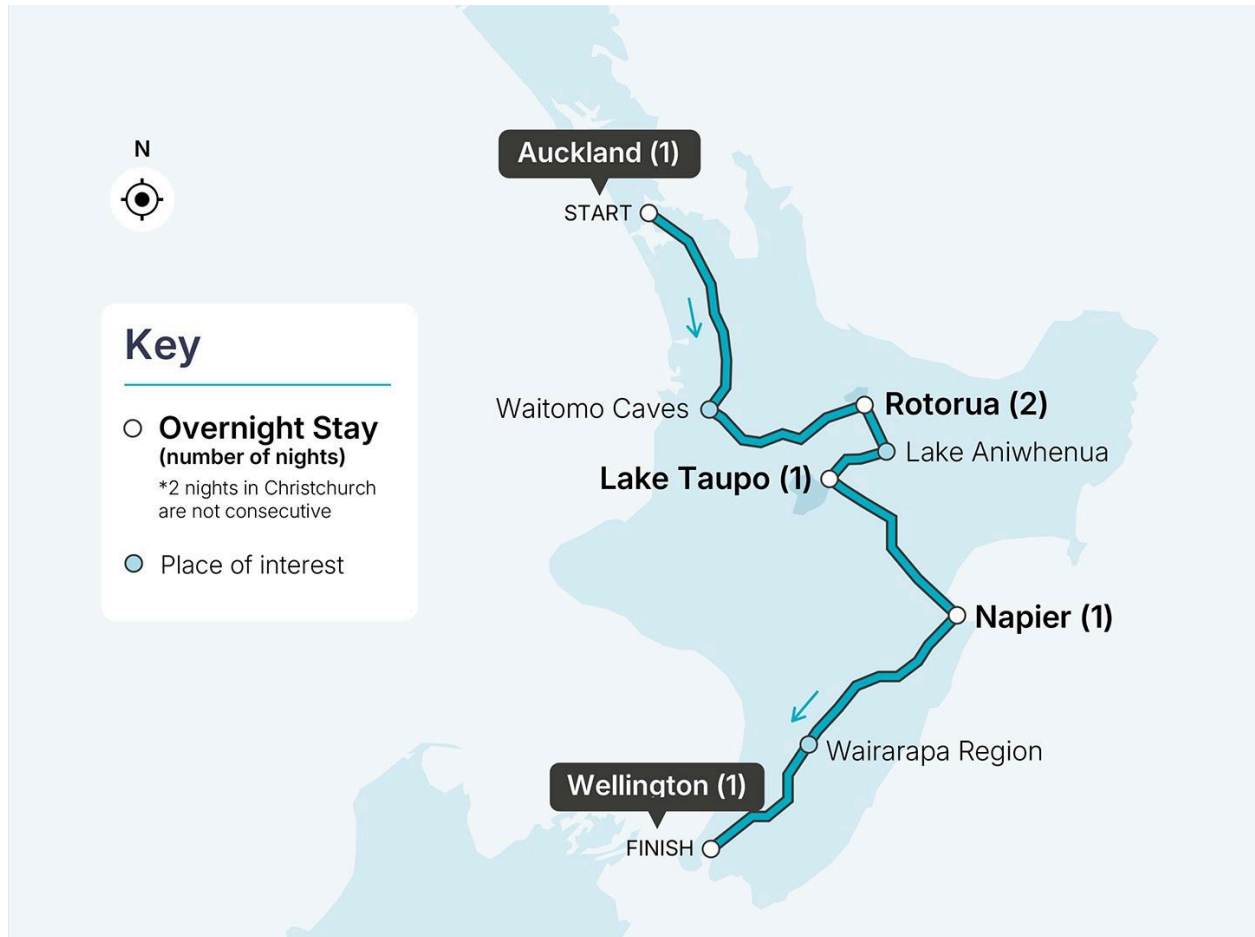 N
Auckland (1)
START
Key
Overnight Stay
(number of nights)
*2 nights in Christchurch
are not consecutive
Place of interest
Waitomo Caves
Rotorua (2)
Lake Aniwhenua
Lake Taupo (1)
Napier (1)
Wairarapa Region
Wellington (1)
FINISH